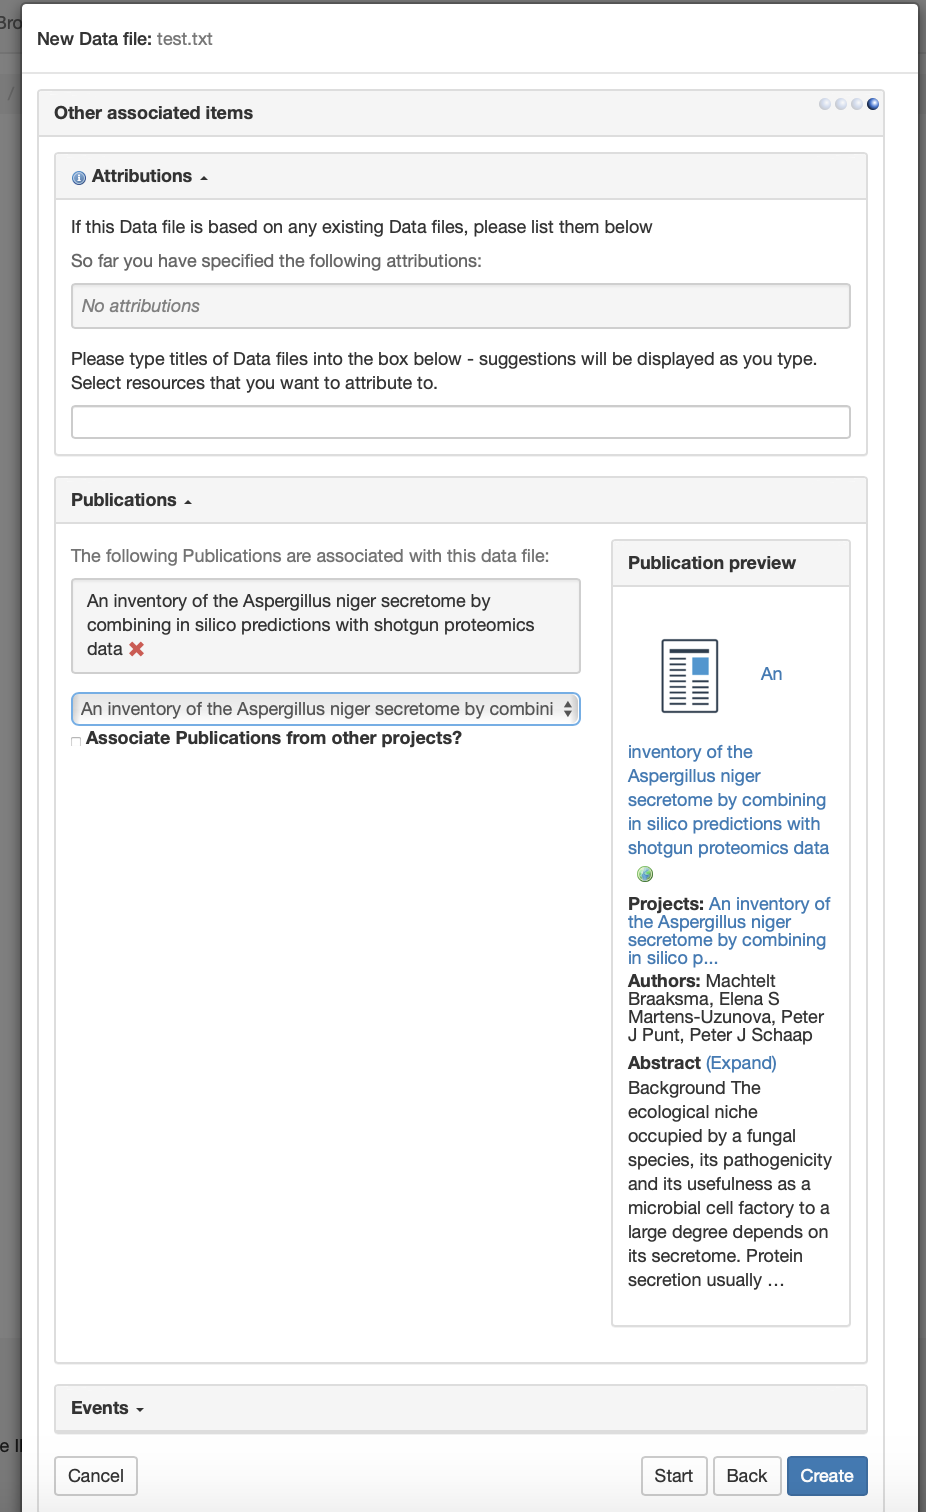 Bro
New Data file: test.txt
/
Other associated items
Attributions
If this Data file is based on any existing Data files, please list them below
So far you have specified the following attributions:
No attributions
Please type titles of Data files into the box below - suggestions will be displayed as you type.
Select resources that you want to attribute to.
Publications
The following Publications are associated with this data file:
An inventory of the Aspergillus niger secretome by
combining in silico predictions with shotgun proteomics
data
An inventory of the Aspergillus niger secretome by combini
Associate Publications from other projects?
Publication preview
An
inventory of the
Aspergillus niger
secretome by combining
in silico predictions with
shotgun proteomics data
Projects: An inventory of
the Aspergillus niger
secretome by combining
in silico p...
Authors: Machtelt
Braaksma, Elena S
Martens-Uzunova, Peter
J Punt, Peter J Schaap
Abstract (Expand)
Background The
ecological niche
occupied by a fungal
species, its pathogenicity
and its usefulness as a
microbial cell factory to a
large degree depends on
its secretome. Protein
secretion usually …
Events
Cancel
Start
Back
Create